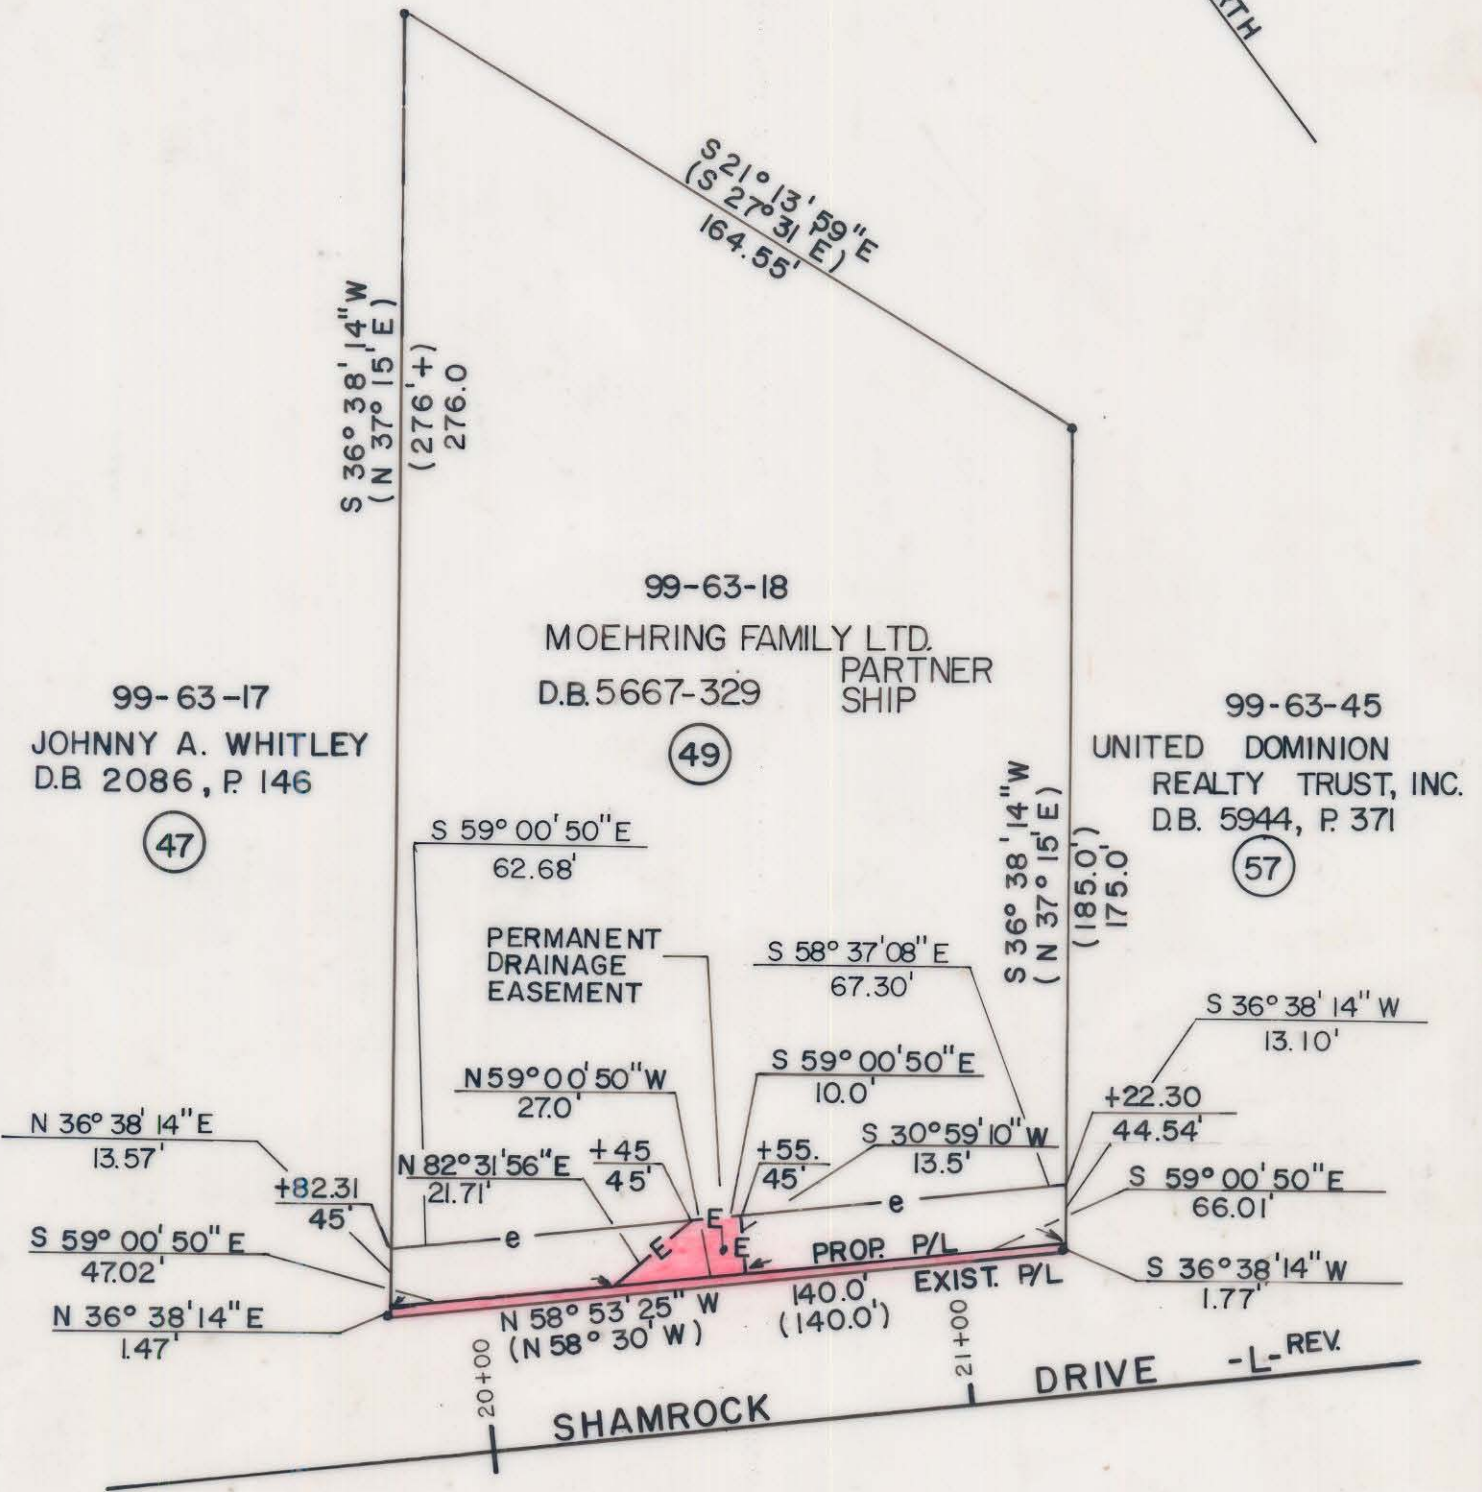 RTH
S 21° 13' 59" E
(S 27° 31 E)
164.55'
S 36° 38' 14" W
(N 37° 15' E)
(276'+)
276.0
99-63-18
MOEHRING FAMILY LTD.
PARTNER
SHIP
D.B. 5667-329
49
99-63-17
JOHNNY A. WHITLEY
D.B 2086, P. 146
47
99-63-45
UNITED DOMINION
REALTY TRUST, INC.
D.B. 5944, P. 371
57
S 36° 38' 14" W
(N 37° 15' E)
(185.0')
175.0'
S 59° 00' 50" E
62.68'
PERMANENT
DRAINAGE
EASEMENT
S 58° 37' 08" E
67.30'
S 36° 38' 14" W
13.10'
N 59° 00' 50" W
27.0'
S 59° 00' 50" E
10.0'
+22.30
44.54'
N 36° 38' 14" E
13.57'
N 82° 31' 56" E
21.71'
+45
45'
+55.
45'
S 30° 59' 10" W
13.5'
+82.31
45'
S 59° 00' 50" E
66.01'
S 59° 00' 50" E
47.02'
e
E
e
E
E
PROP. P/L
EXIST. P/L
S 36° 38' 14" W
1.77'
N 36° 38' 14" E
1.47'
N 58° 53' 25" W
(N 58° 30' W)
140.0'
(140.0')
20+00
21+00
SHAMROCK DRIVE -L- REV.